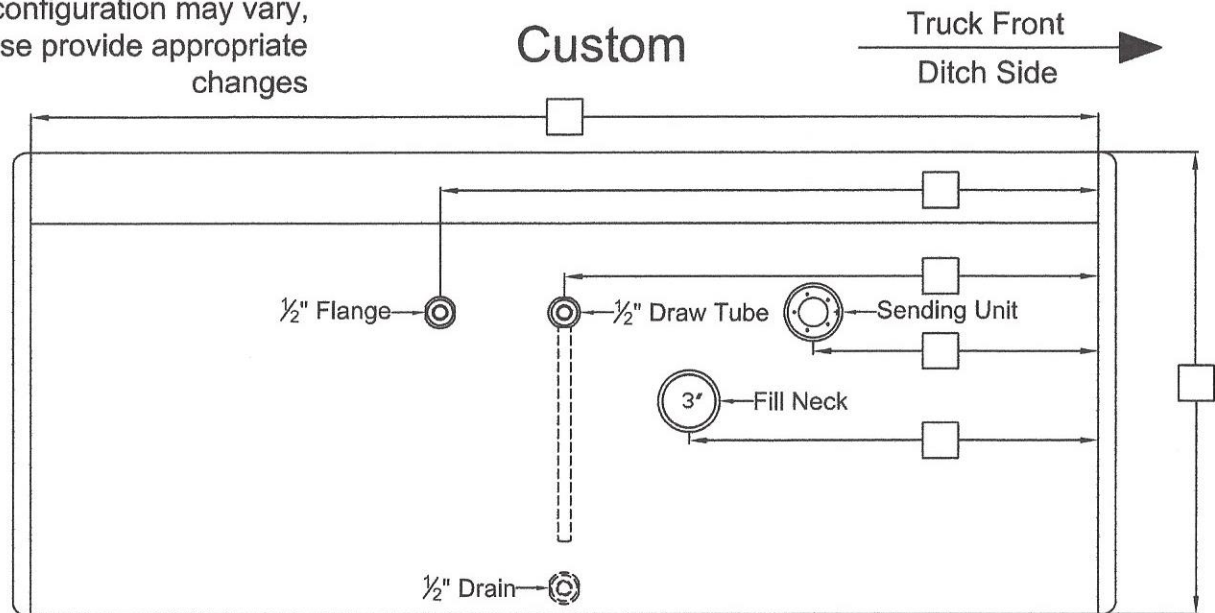 configuration may vary,
se provide appropriate
changes
Custom
Truck Front
Ditch Side
½" Flange
½" Draw Tube
Sending Unit
3"
Fill Neck
½" Drain